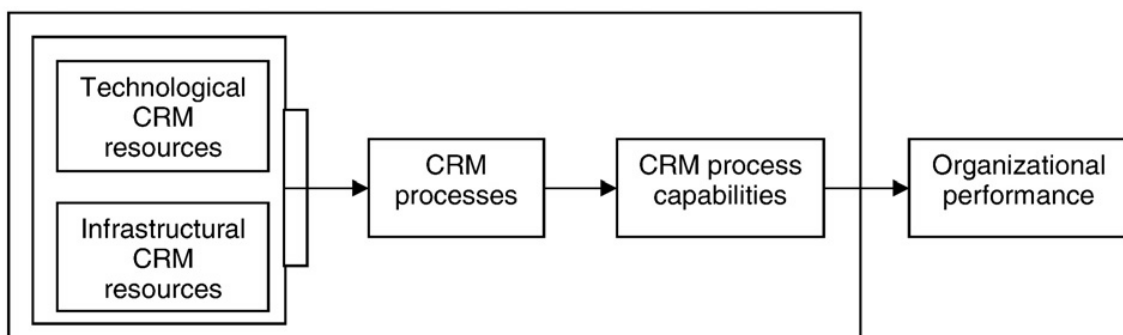 Technological
CRM
resources
Infrastructural
CRM
resources
CRM
processes
CRM process
capabilities
Organizational
performance